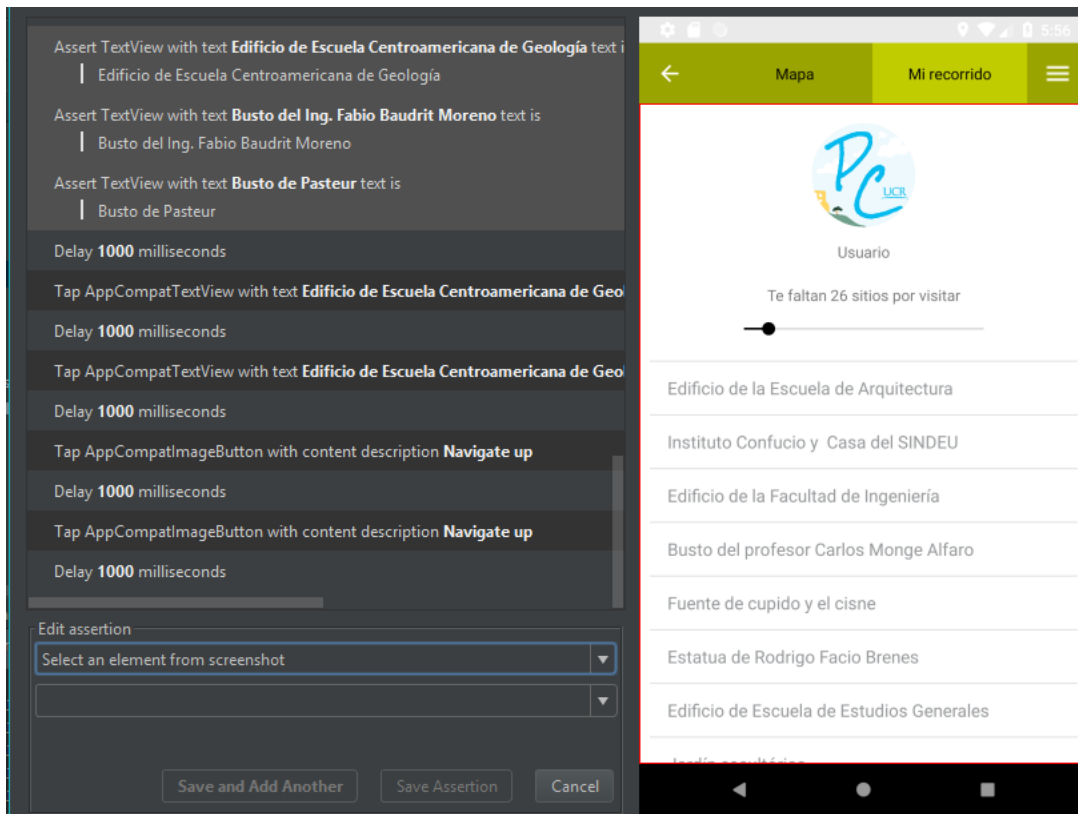 Assert TextView with text Edificio de Escuela Centroamericana de Geología text i
Edificio de Escuela Centroamericana de Geología
Assert TextView with text Busto del Ing. Fabio Baudrit Moreno text is
Busto del Ing. Fabio Baudrit Moreno
Assert TextView with text Busto de Pasteur text is
Busto de Pasteur
Delay 1000 milliseconds
Tap AppCompatTextView with text Edificio de Escuela Centroamericana de Geo
Delay 1000 milliseconds
Tap AppCompatTextView with text Edificio de Escuela Centroamericana de Geo
Delay 1000 milliseconds
Tap AppCompatImageButton with content description Navigate up
Delay 1000 milliseconds
Tap AppCompatImageButton with content description Navigate up
Delay 1000 milliseconds
Edit assertion
Select an element from screenshot
Save and Add Another
Save Assertion
Cancel
5:56
Mapa
Mi recorrido
PC
UCR
Usuario
Te faltan 26 sitios por visitar
Edificio de la Escuela de Arquitectura
Instituto Confucio y  Casa del SINDEU
Edificio de la Facultad de Ingeniería
Busto del profesor Carlos Monge Alfaro
Fuente de cupido y el cisne
Estatua de Rodrigo Facio Brenes
Edificio de Escuela de Estudios Generales